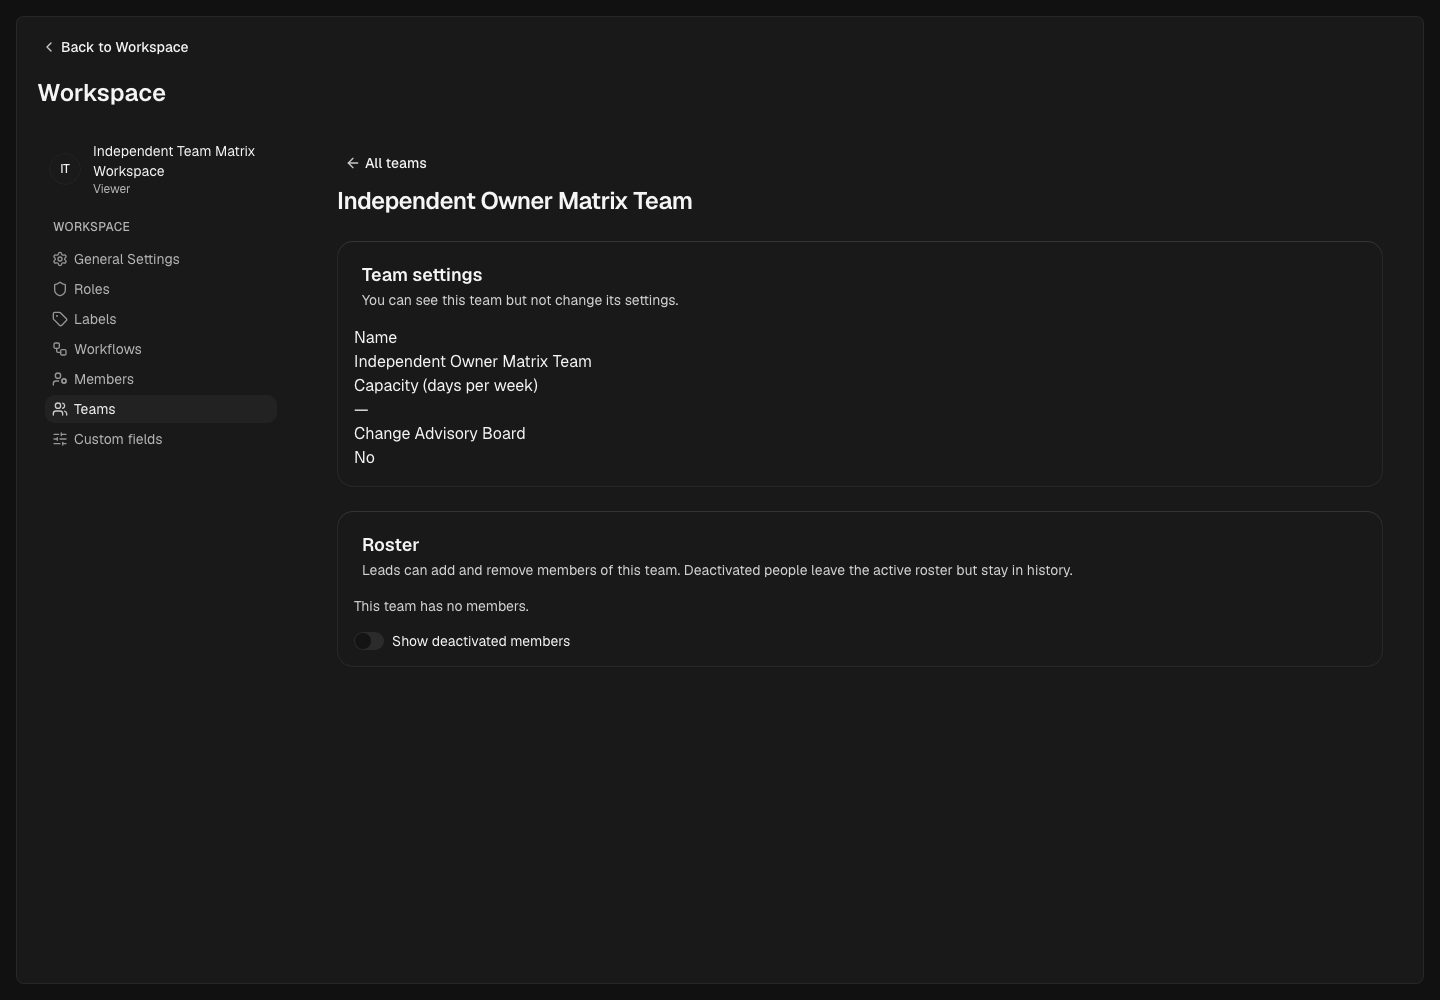 Back to Workspace
Workspace
IT
Independent Team Matrix
Workspace
Viewer
WORKSPACE
General Settings
Roles
Labels
Workflows
Members
Teams
Custom fields
All teams
Independent Owner Matrix Team
Team settings
You can see this team but not change its settings.
Name
Independent Owner Matrix Team
Capacity (days per week)
—
Change Advisory Board
No
Roster
Leads can add and remove members of this team. Deactivated people leave the active roster but stay in history.
This team has no members.
Show deactivated members